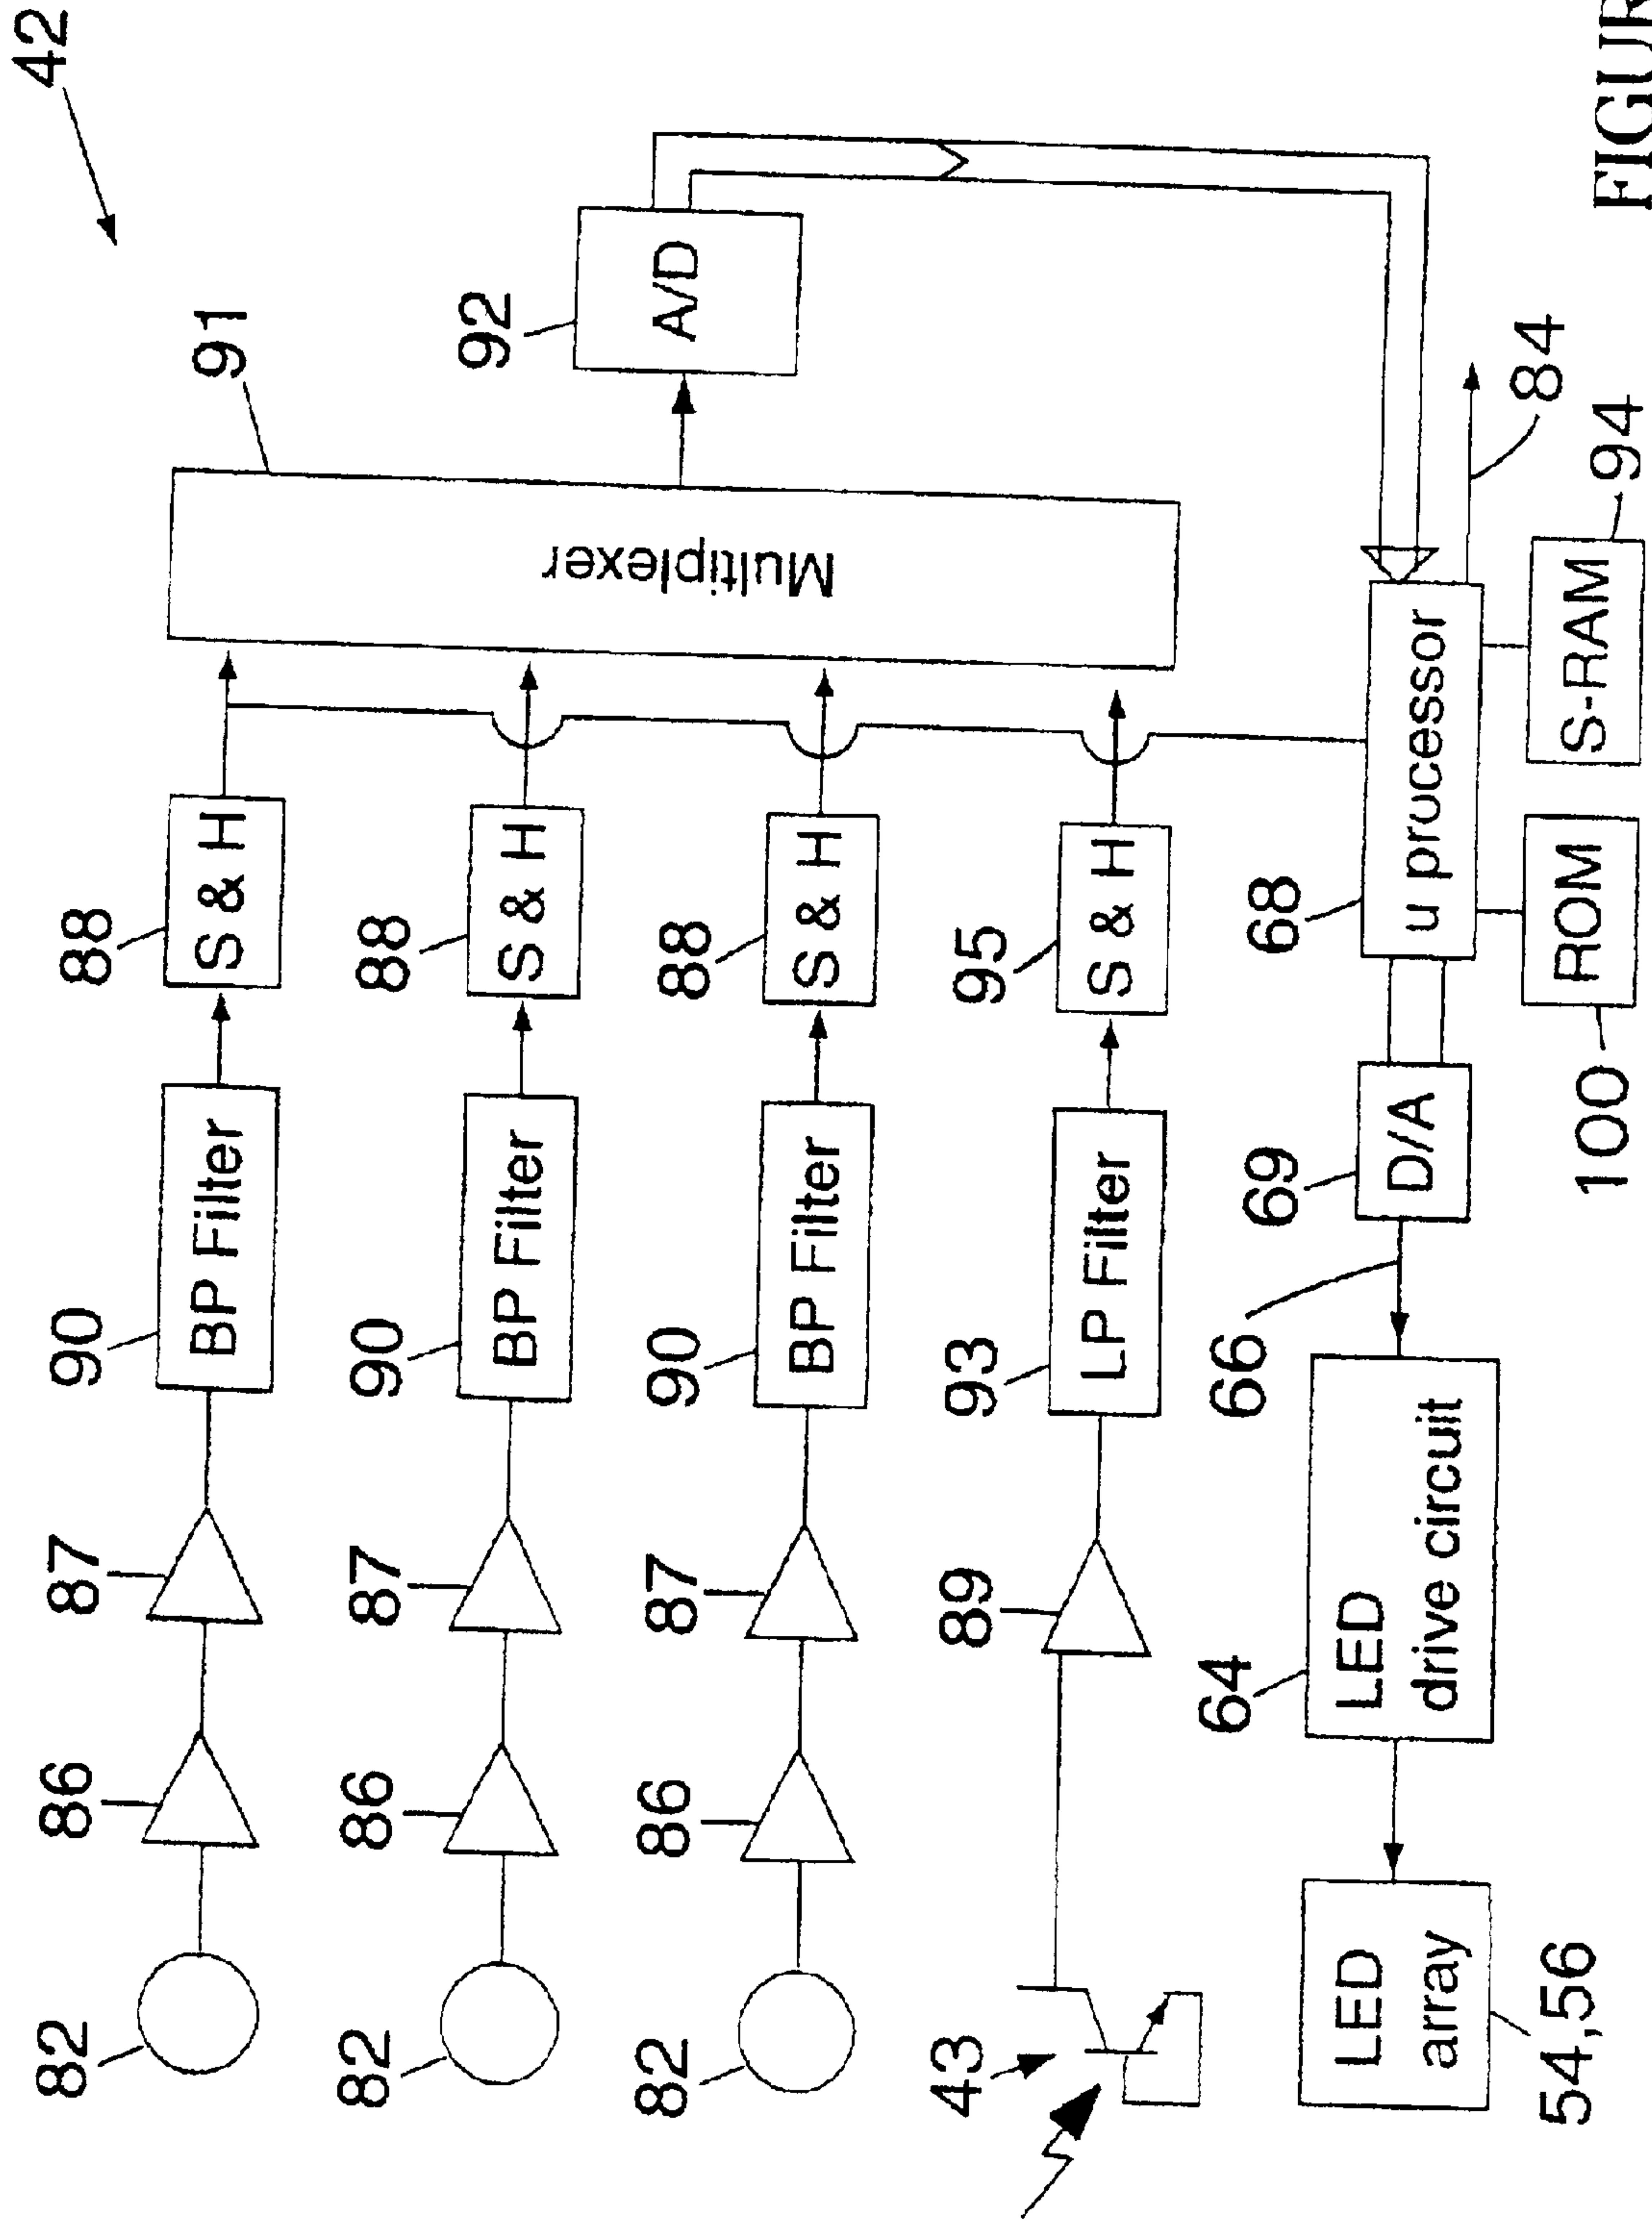 42
82
86
87
90
BP Filter
88
S & H
82
86
87
90
BP Filter
88
S & H
82
86
87
90
BP Filter
88
S & H
43
89
93
LP Filter
95
S & H
91
Multiplexer
92
A/D
54,56
LED
array
64
LED
drive circuit
66
69
D/A
68
u prucessor
84
100
ROM
S-RAM
94